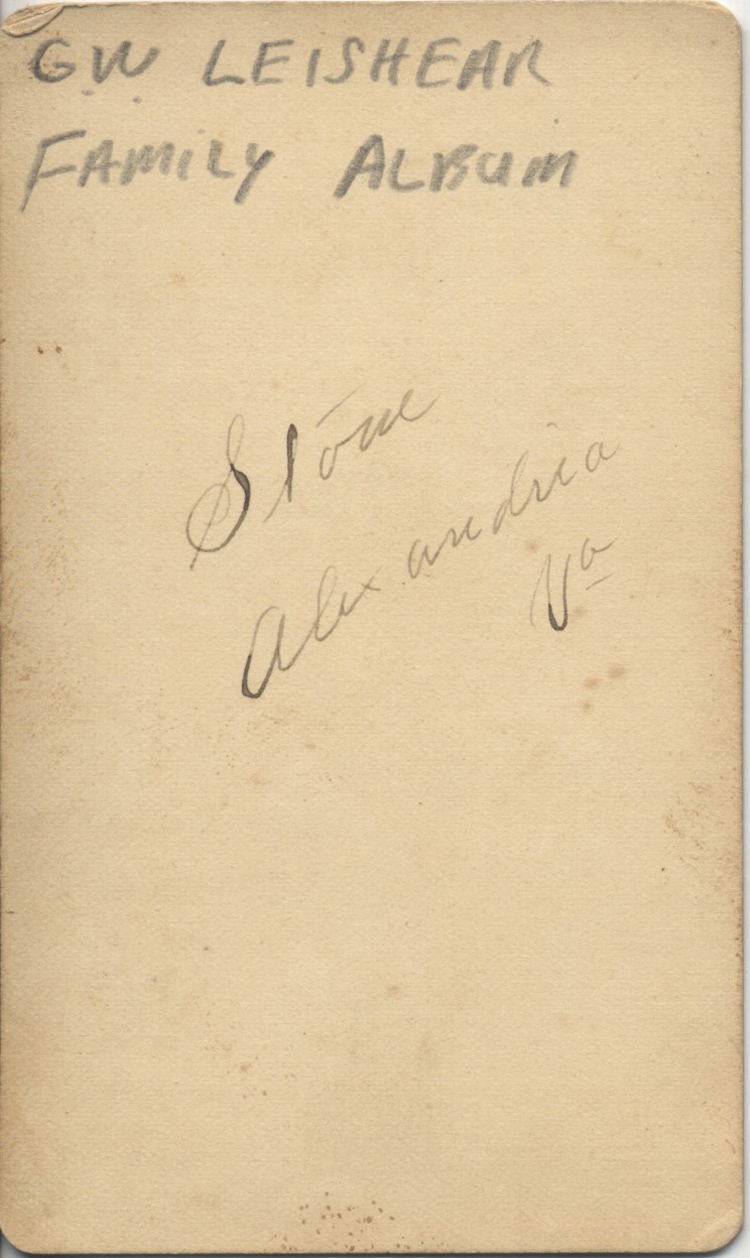 GW LEISHEAR
FAMILY ALBUM
Stone
Alexandria
Va